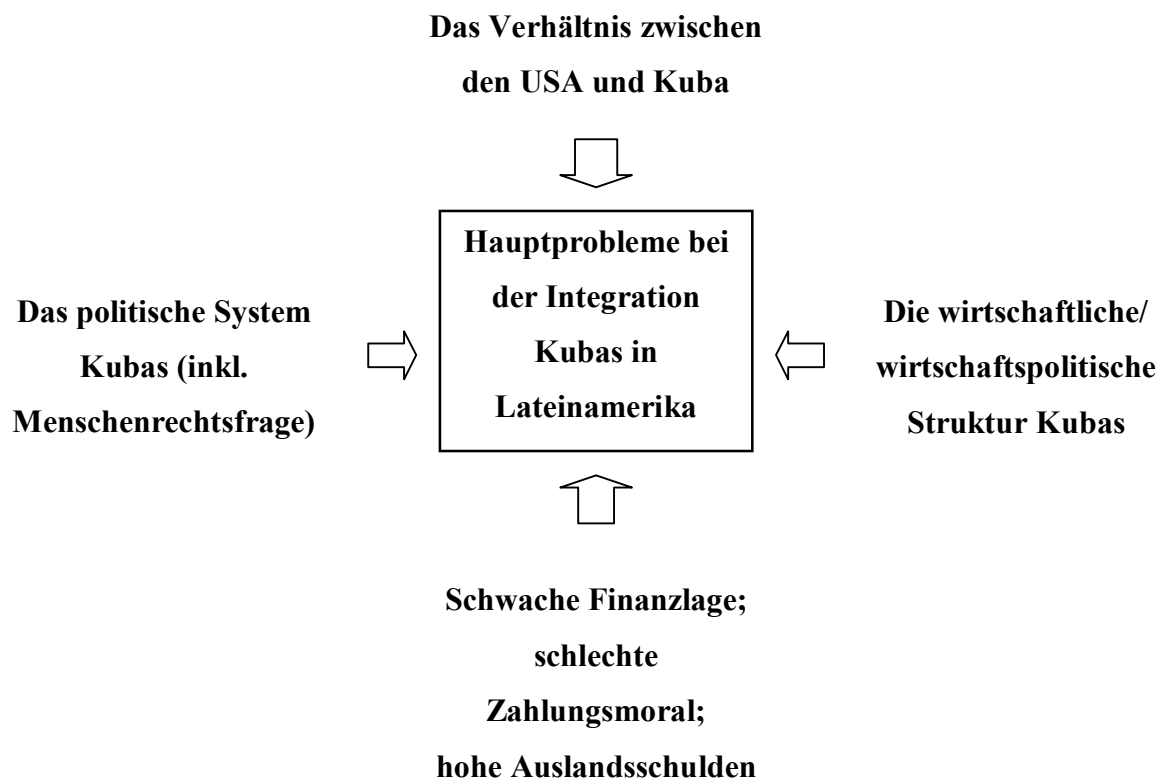 Das Verhältnis zwischen
den USA und Kuba
Hauptprobleme bei
der Integration
Kubas in
Lateinamerika
Das politische System
Kubas (inkl.
Menschenrechtsfrage)
Die wirtschaftliche/
wirtschaftspolitische
Struktur Kubas
Schwache Finanzlage;
schlechte
Zahlungsmoral;
hohe Auslandsschulden